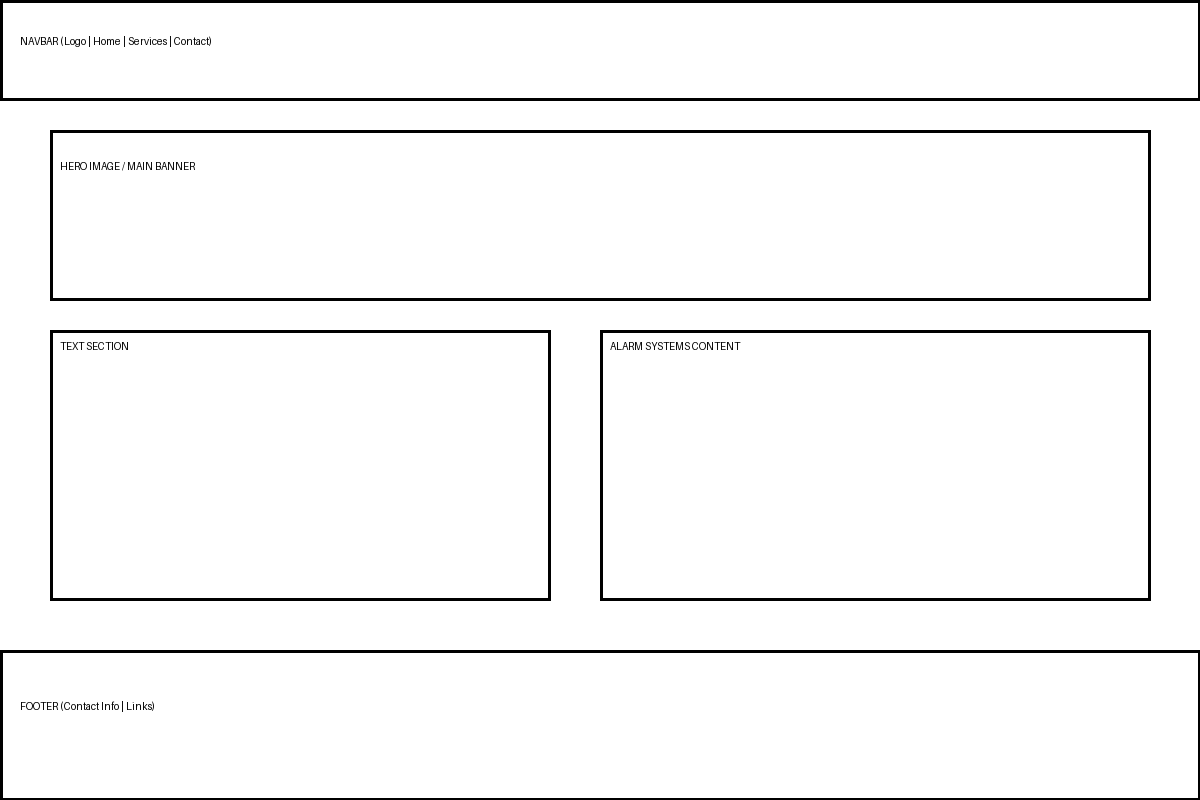 NAVBAR (Logo | Home | Services | Contact)
HERO IMAGE / MAIN BANNER
TEXT SECTION
ALARM SYSTEMS CONTENT
FOOTER (Contact Info | Links)